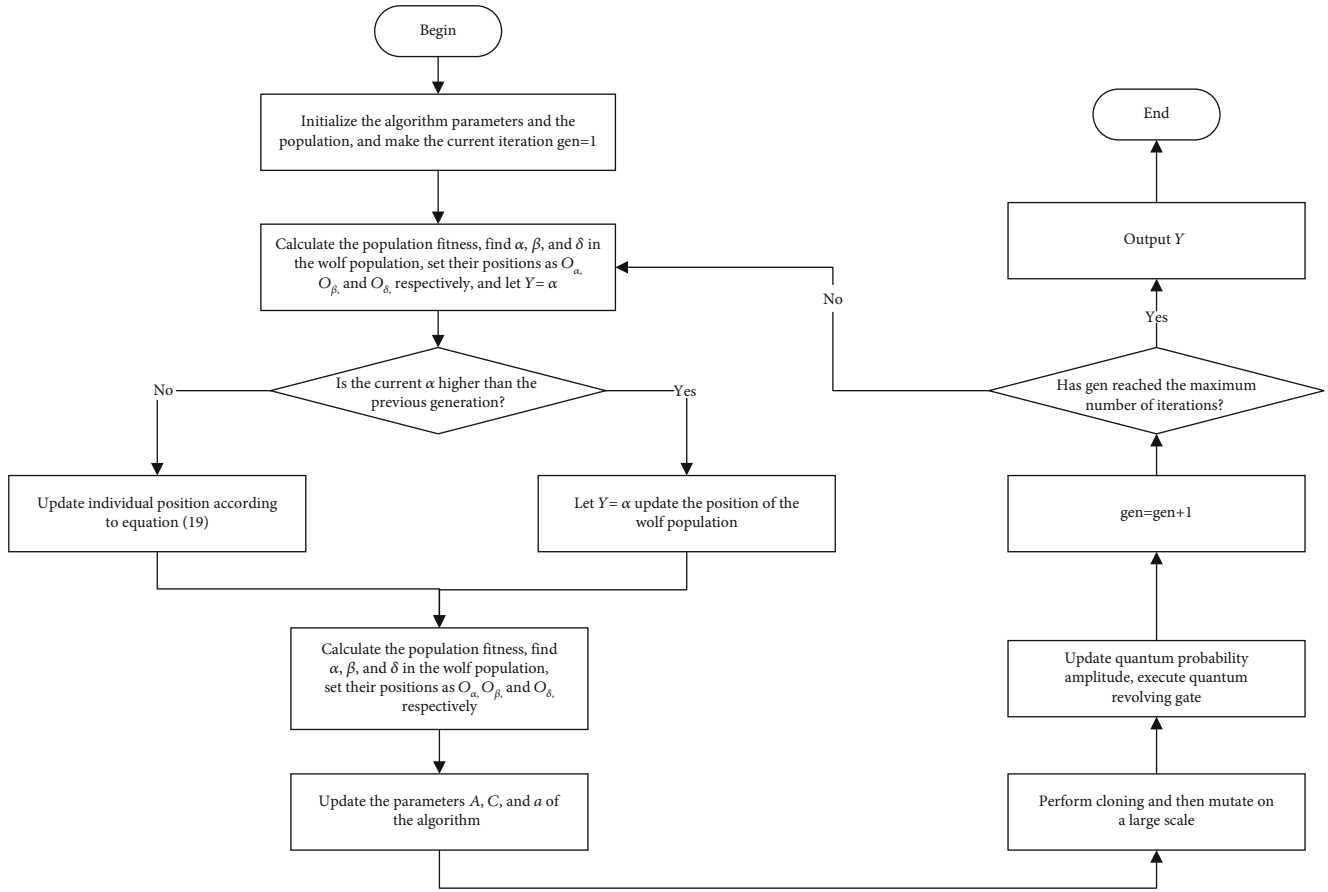 Begin
Initialize the algorithm parameters and the
population, and make the current iteration gen=1
Calculate the population fitness, find α, β, and δ in
the wolf population, set their positions as Oα,
Oβ, and Oδ, respectively, and let Y = α
Is the current α higher than the
previous generation?
No
Yes
Update individual position according
to equation (19)
Let Y = α update the position of the
wolf population
Calculate the population fitness, find
α, β, and δ in the wolf population,
set their positions as Oα, Oβ, and Oδ,
respectively
Update the parameters A, C, and a of
the algorithm
Perform cloning and then mutate on
a large scale
Update quantum probability
amplitude, execute quantum
revolving gate
gen=gen+1
Has gen reached the maximum
number of iterations?
No
Yes
Output Y
End